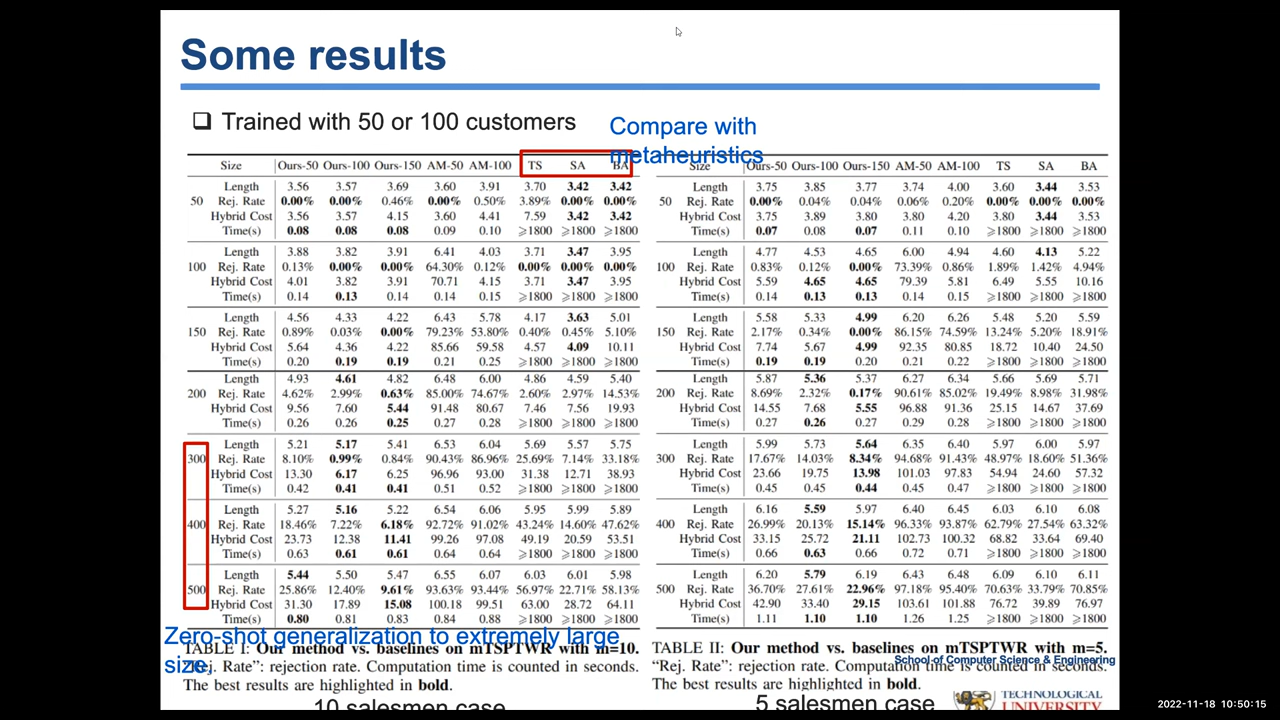 Some results
❑ Trained with 50 or 100 customers
Compare with
metaheuristics
Size Ours-50 Ours-100 Ours-150 AM-50 AM-100 TS SA BA
Length 3.56 3.57 3.69 3.60 3.91 3.70 3.42 3.42
50 Rej. Rate 0.00% 0.00% 0.46% 0.00% 0.50% 3.89% 0.00% 0.00%
Hybrid Cost 3.56 3.57 4.15 3.60 4.41 7.59 3.42 3.42
Time(s) 0.08 0.08 0.08 0.09 0.10 ⩾1800 ⩾1800 ⩾1800
Length 3.88 3.82 3.91 6.41 4.03 3.71 3.47 3.95
100 Rej. Rate 0.13% 0.00% 0.00% 64.30% 0.12% 0.00% 0.00% 0.00%
Hybrid Cost 4.01 3.82 3.91 70.71 4.15 3.71 3.47 3.95
Time(s) 0.14 0.13 0.14 0.14 0.15 ⩾1800 ⩾1800 ⩾1800
Length 4.56 4.33 4.22 6.43 5.78 4.17 3.63 5.01
150 Rej. Rate 0.89% 0.03% 0.00% 79.23% 53.80% 0.40% 0.45% 5.10%
Hybrid Cost 5.64 4.36 4.22 85.66 59.58 4.57 4.09 10.11
Time(s) 0.20 0.19 0.19 0.21 0.25 ⩾1800 ⩾1800 ⩾1800
Length 4.93 4.61 4.82 6.48 6.00 4.86 4.59 5.40
200 Rej. Rate 4.62% 2.99% 0.63% 85.00% 74.67% 2.60% 2.97% 14.53%
Hybrid Cost 9.56 7.60 5.44 91.48 80.67 7.46 7.56 19.93
Time(s) 0.26 0.26 0.25 0.27 0.28 ⩾1800 ⩾1800 ⩾1800
Length 5.21 5.17 5.41 6.53 6.04 5.69 5.57 5.75
300 Rej. Rate 8.10% 0.99% 0.84% 90.43% 86.96% 25.69% 7.14% 33.18%
Hybrid Cost 13.30 6.17 6.25 96.96 93.00 31.38 12.71 38.93
Time(s) 0.42 0.41 0.41 0.51 0.52 ⩾1800 ⩾1800 ⩾1800
Length 5.27 5.16 5.22 6.54 6.06 5.95 5.99 5.89
400 Rej. Rate 18.46% 7.22% 6.18% 92.72% 91.02% 43.24% 14.60% 47.62%
Hybrid Cost 23.73 12.38 11.41 99.26 97.08 49.19 20.59 53.51
Time(s) 0.63 0.61 0.61 0.64 0.64 ⩾1800 ⩾1800 ⩾1800
Length 5.44 5.50 5.47 6.55 6.07 6.03 6.01 5.98
500 Rej. Rate 25.86% 12.40% 9.61% 93.63% 93.44% 56.97% 22.71% 58.13%
Hybrid Cost 31.30 17.89 15.08 100.18 99.51 63.00 28.72 64.11
Time(s) 0.80 0.81 0.83 0.84 0.88 ⩾1800 ⩾1800 ⩾1800
Zero-shot generalization to extremely large
size
TABLE I: Our method vs. baselines on mTSPTWR with m=10.
"Rej. Rate": rejection rate. Computation time is counted in seconds.
The best results are highlighted in bold.
10 salesmen case
Size Ours-50 Ours-100 Ours-150 AM-50 AM-100 TS SA BA
Length 3.75 3.85 3.77 3.74 4.00 3.60 3.44 3.53
50 Rej. Rate 0.00% 0.04% 0.04% 0.06% 0.20% 0.00% 0.00% 0.00%
Hybrid Cost 3.75 3.89 3.80 3.80 4.20 3.80 3.44 3.53
Time(s) 0.07 0.08 0.07 0.11 0.10 ⩾1800 ⩾1800 ⩾1800
Length 4.77 4.53 4.65 6.00 4.94 4.60 4.13 5.22
100 Rej. Rate 0.83% 0.12% 0.00% 73.39% 0.86% 1.89% 1.42% 4.94%
Hybrid Cost 5.59 4.65 4.65 79.39 5.81 6.49 5.55 10.16
Time(s) 0.14 0.13 0.13 0.14 0.15 ⩾1800 ⩾1800 ⩾1800
Length 5.58 5.33 4.99 6.20 6.26 5.48 5.20 5.59
150 Rej. Rate 2.17% 0.34% 0.00% 86.15% 74.59% 13.24% 5.20% 18.91%
Hybrid Cost 7.74 5.67 4.99 92.35 80.85 18.72 10.40 24.50
Time(s) 0.19 0.19 0.20 0.21 0.22 ⩾1800 ⩾1800 ⩾1800
Length 5.87 5.36 5.37 6.27 6.34 5.66 5.69 5.71
200 Rej. Rate 8.69% 2.32% 0.17% 90.61% 85.02% 19.49% 8.98% 31.98%
Hybrid Cost 14.55 7.68 5.55 96.88 91.36 25.15 14.67 37.69
Time(s) 0.27 0.26 0.27 0.29 0.28 ⩾1800 ⩾1800 ⩾1800
Length 5.99 5.73 5.64 6.35 6.40 5.97 6.00 5.97
300 Rej. Rate 17.67% 14.03% 8.34% 94.68% 91.43% 48.97% 18.60% 51.36%
Hybrid Cost 23.66 19.75 13.98 101.03 97.83 54.94 24.60 57.32
Time(s) 0.45 0.45 0.44 0.45 0.47 ⩾1800 ⩾1800 ⩾1800
Length 6.16 5.59 5.97 6.40 6.45 6.03 6.10 6.08
400 Rej. Rate 26.99% 20.13% 15.14% 96.33% 93.87% 62.79% 27.54% 63.32%
Hybrid Cost 33.15 25.72 21.11 102.73 100.32 68.82 33.64 69.40
Time(s) 0.66 0.63 0.66 0.72 0.71 ⩾1800 ⩾1800 ⩾1800
Length 6.20 5.79 6.19 6.43 6.48 6.09 6.10 6.11
500 Rej. Rate 36.70% 27.61% 22.96% 97.18% 95.40% 70.63% 33.79% 70.85%
Hybrid Cost 42.90 33.40 29.15 103.61 101.88 76.72 39.89 76.97
Time(s) 1.11 1.10 1.10 1.26 1.25 ⩾1800 ⩾1800 ⩾1800
TABLE II: Our method vs. baselines on mTSPTWR with m=5.
"Rej. Rate": rejection rate. Computation time is counted in seconds.
The best results are highlighted in bold.
School of Computer Science & Engineering
5 salesmen case
TECHNOLOGICAL
UNIVERSITY
2022-11-18 10:50:15